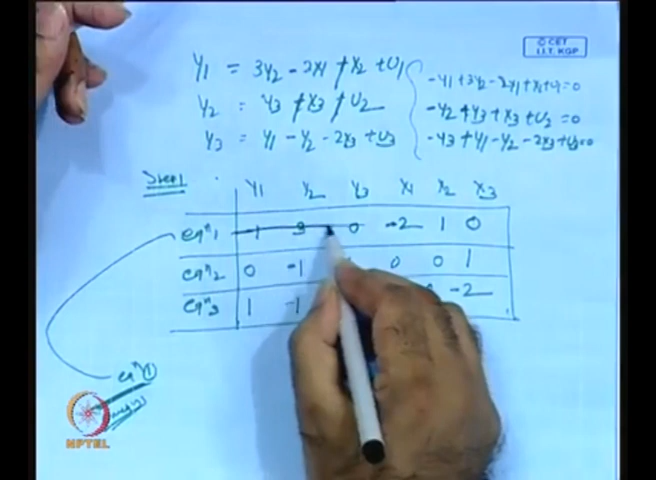 © CET
I.I.T. KGP
Y1 = 3Y2 - 2X1 + X2 + U1
Y2 = Y3 + X3 + U2
Y3 = Y1 - Y2 - 2X3 + U3
-Y1 + 3Y2 - 2X1 + X2 + U1 = 0
-Y2 + Y3 + X3 + U2 = 0
-Y3 + Y1 - Y2 - 2X3 + U3 = 0
Y1 Y2 Y3 X1 X2 X3
eqn1 -1 3 0 -2 1 0
eqn2 0 -1 0 0 1
eqn3 1 -1 -2
eqn ①
NPTEL